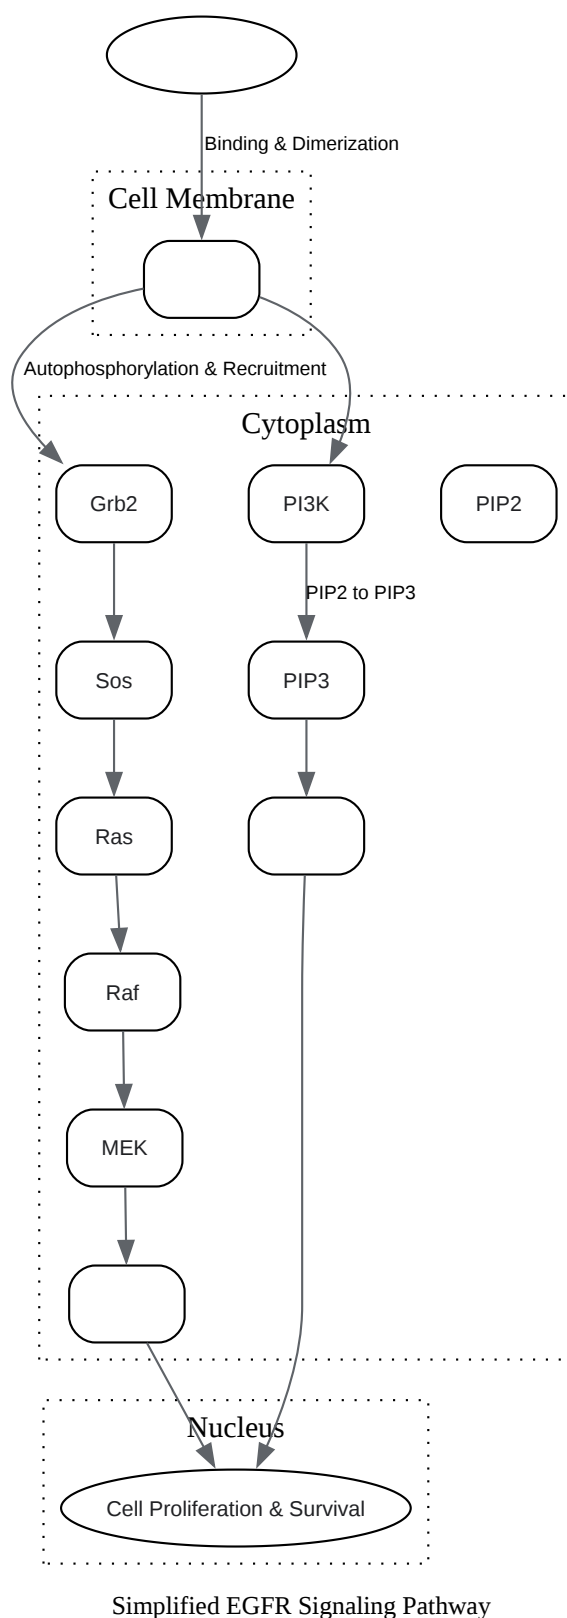 Binding & Dimerization
Cell Membrane
Autophosphorylation & Recruitment
Cytoplasm
Grb2
PI3K
PIP2
PIP2 to PIP3
Sos
PIP3
Ras
Raf
MEK
Nucleus
Cell Proliferation & Survival
Simplified EGFR Signaling Pathway